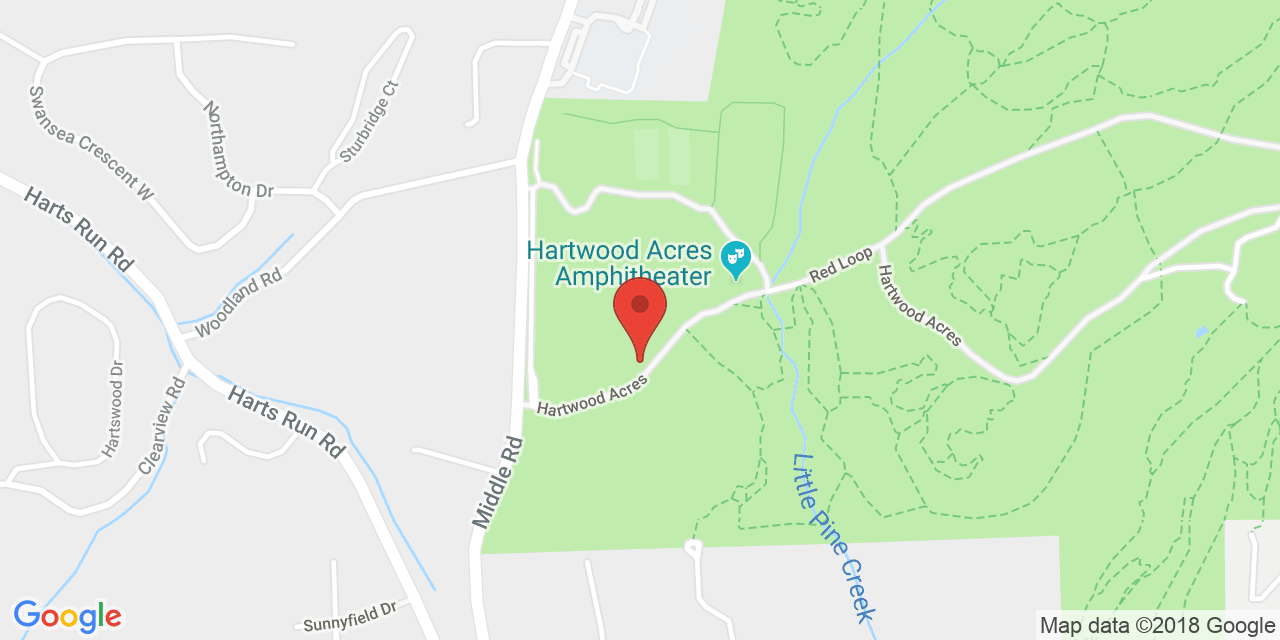 Swansea Crescent W
Northampton Dr
Sturbridge Ct
Harts Run Rd
Woodland Rd
Hartwood Acres
Amphitheater
Red Loop
Hartwood Acres
Hartswood Dr
Clearview Rd
Harts Run Rd
Hartwood Acres
Middle Rd
Little Pine Creek
Sunnyfield Dr
Google
Map data ©2018 Google